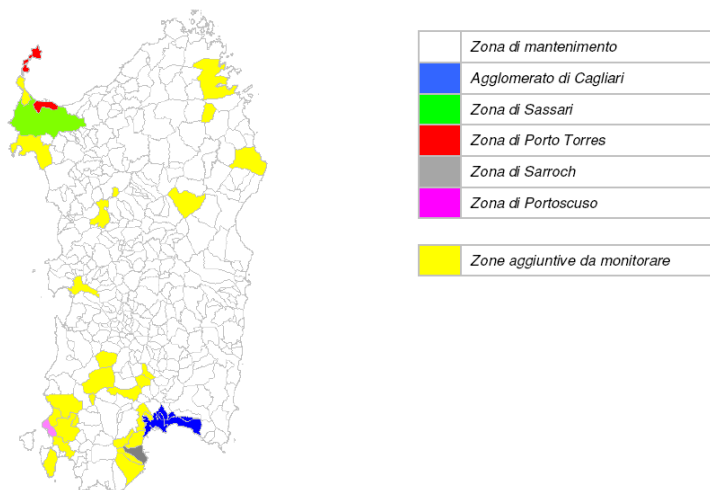 Zona di mantenimento
Agglomerato di Cagliari
Zona di Sassari
Zona di Porto Torres
Zona di Sarroch
Zona di Portoscuso
Zone aggiuntive da monitorare